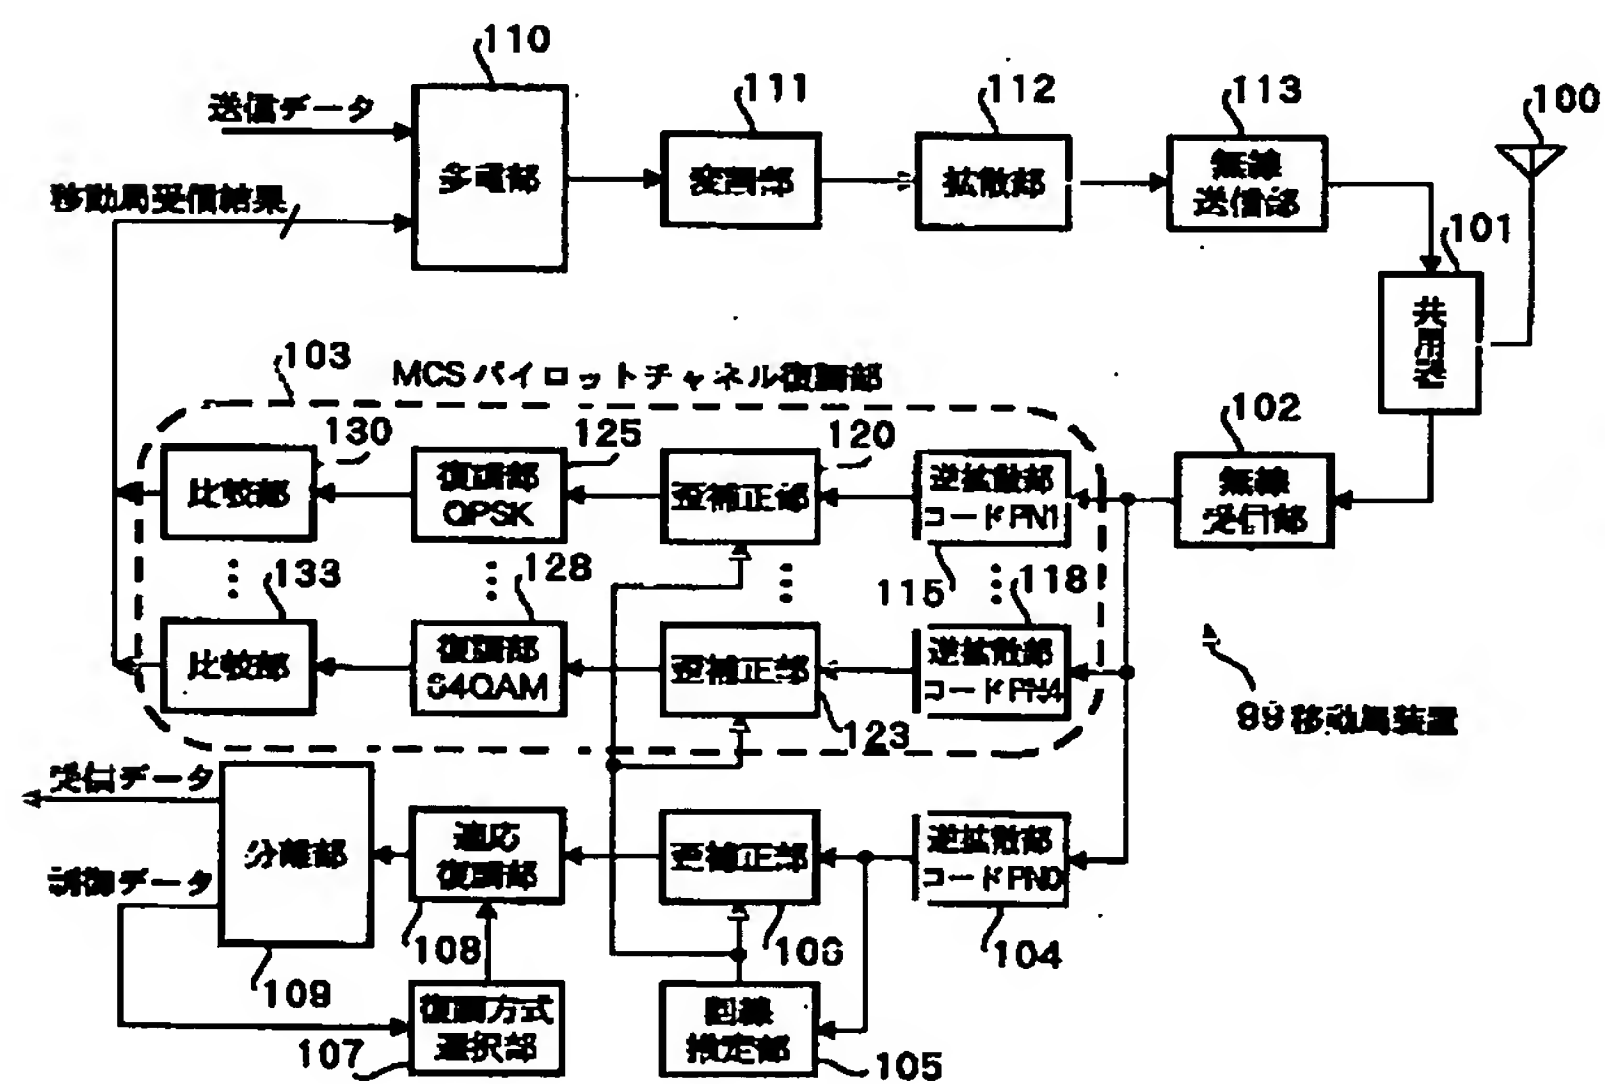 110
111
112
113
100
送信データ
多重部
変調部
拡散部
無線
送信部
移動局受信結果
101
共用器
103
MCSパイロットチャネル復調部
102
130
125
120
比較部
復調部
QPSK
歪補正部
逆拡散部
コードPN1
無線
受信部
133
128
115
118
比較部
復調部
64QAM
歪補正部
逆拡散部
コードPN4
123
99移動局装置
受信データ
分離部
適応
復調部
歪補正部
逆拡散部
コードPN0
制御データ
108
106
104
109
復調方式
選択部
回線
推定部
107
105